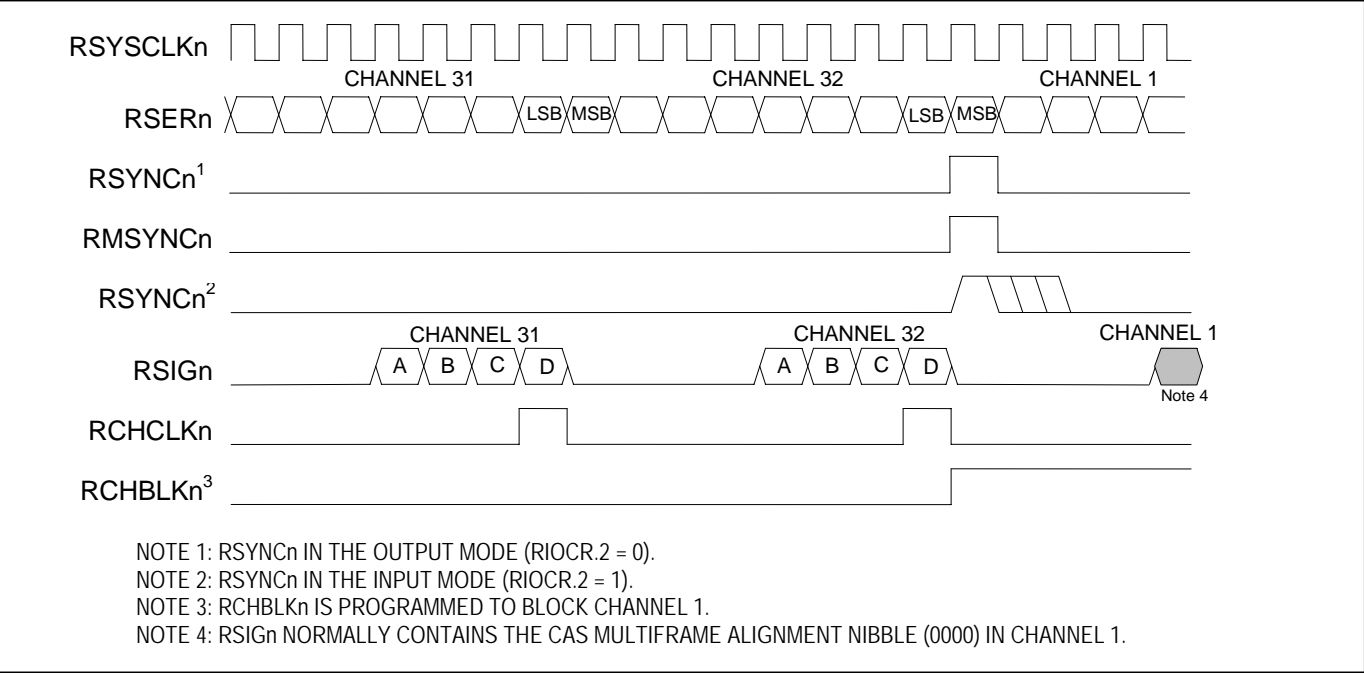 RSYSCLKn
CHANNEL 31 CHANNEL 32 CHANNEL 1
RSERn LSB MSB LSB MSB
RSYNCn1
RMSYNCn
RSYNCn2
CHANNEL 31 CHANNEL 32 CHANNEL 1
RSIGn A B C D A B C D
Note 4
RCHCLKn
RCHBLKn3
NOTE 1: RSYNCn IN THE OUTPUT MODE (RIOCR.2 = 0).
NOTE 2: RSYNCn IN THE INPUT MODE (RIOCR.2 = 1).
NOTE 3: RCHBLKn IS PROGRAMMED TO BLOCK CHANNEL 1.
NOTE 4: RSIGn NORMALLY CONTAINS THE CAS MULTIFRAME ALIGNMENT NIBBLE (0000) IN CHANNEL 1.